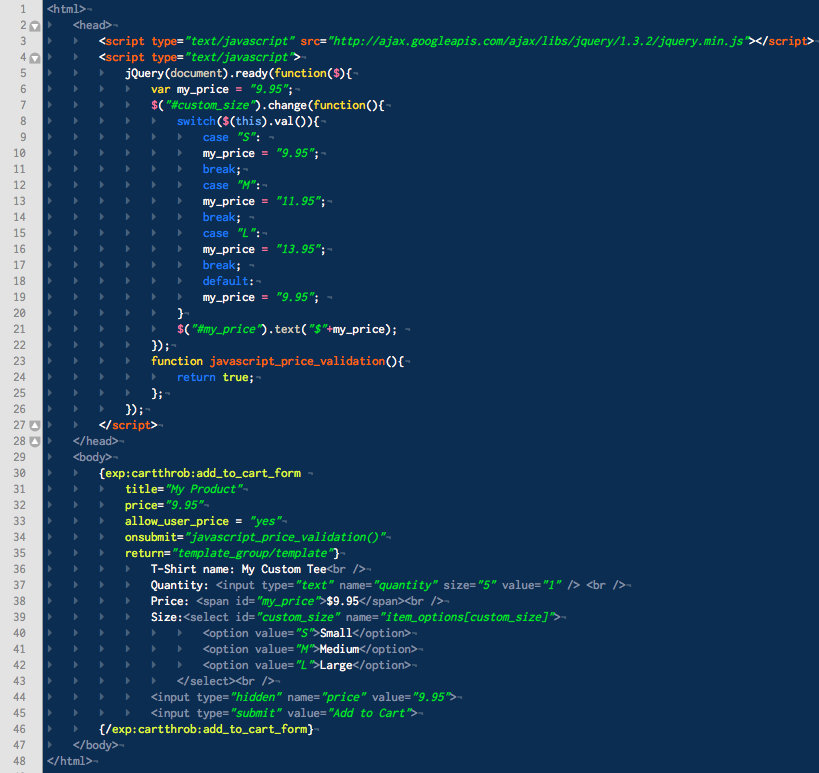 1 <html>
2 <head>
3 <script type="text/javascript" src="http://ajax.googleapis.com/ajax/libs/jquery/1.3.2/jquery.min.js"></script>
4 <script type="text/javascript">
5 jQuery(document).ready(function($){
6 var my_price = "9.95";
7 $("#custom_size").change(function(){
8 switch($(this).val()){
9 case "S":
10 my_price = "9.95";
11 break;
12 case "M":
13 my_price = "11.95";
14 break;
15 case "L":
16 my_price = "13.95";
17 break;
18 default:
19 my_price = "9.95";
20 }
21 $("#my_price").text("$"+my_price);
22 });
23 function javascript_price_validation(){
24 return true;
25 };
26 });
27 </script>
28 </head>
29 <body>
30 {exp:cartthrob:add_to_cart_form
31 title="My Product"
32 price="9.95"
33 allow_user_price = "yes"
34 onsubmit="javascript_price_validation()"
35 return="template_group/template"}
36 T-Shirt name: My Custom Tee<br />
37 Quantity: <input type="text" name="quantity" size="5" value="1" /> <br />
38 Price: <span id="my_price">$9.95</span><br />
39 Size:<select id="custom_size" name="item_options[custom_size]">
40 <option value="S">Small</option>
41 <option value="M">Medium</option>
42 <option value="L">Large</option>
43 </select><br />
44 <input type="hidden" name="price" value="9.95">
45 <input type="submit" value="Add to Cart">
46 {/exp:cartthrob:add_to_cart_form}
47 </body>
48 </html>